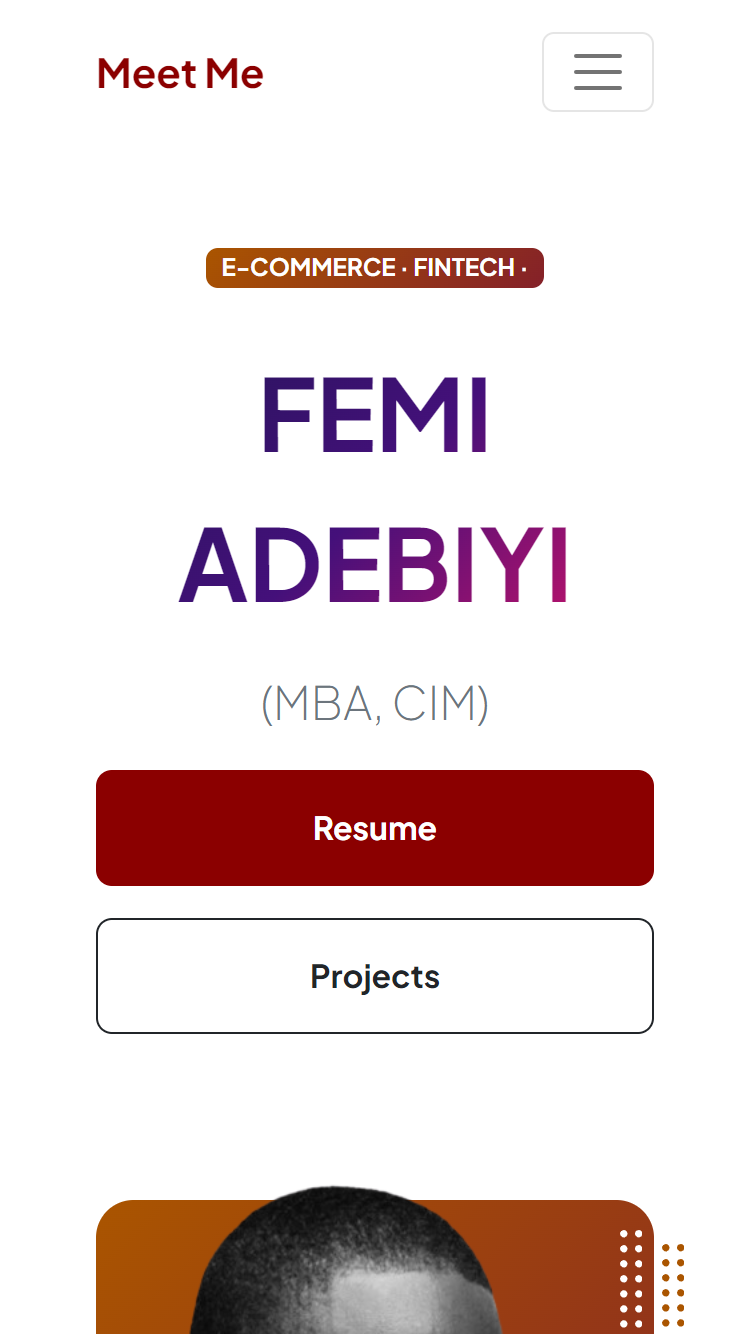 Meet Me
E-COMMERCE · FINTECH ·
FEMI
ADEBIYI
(MBA, CIM)
Resume
Projects